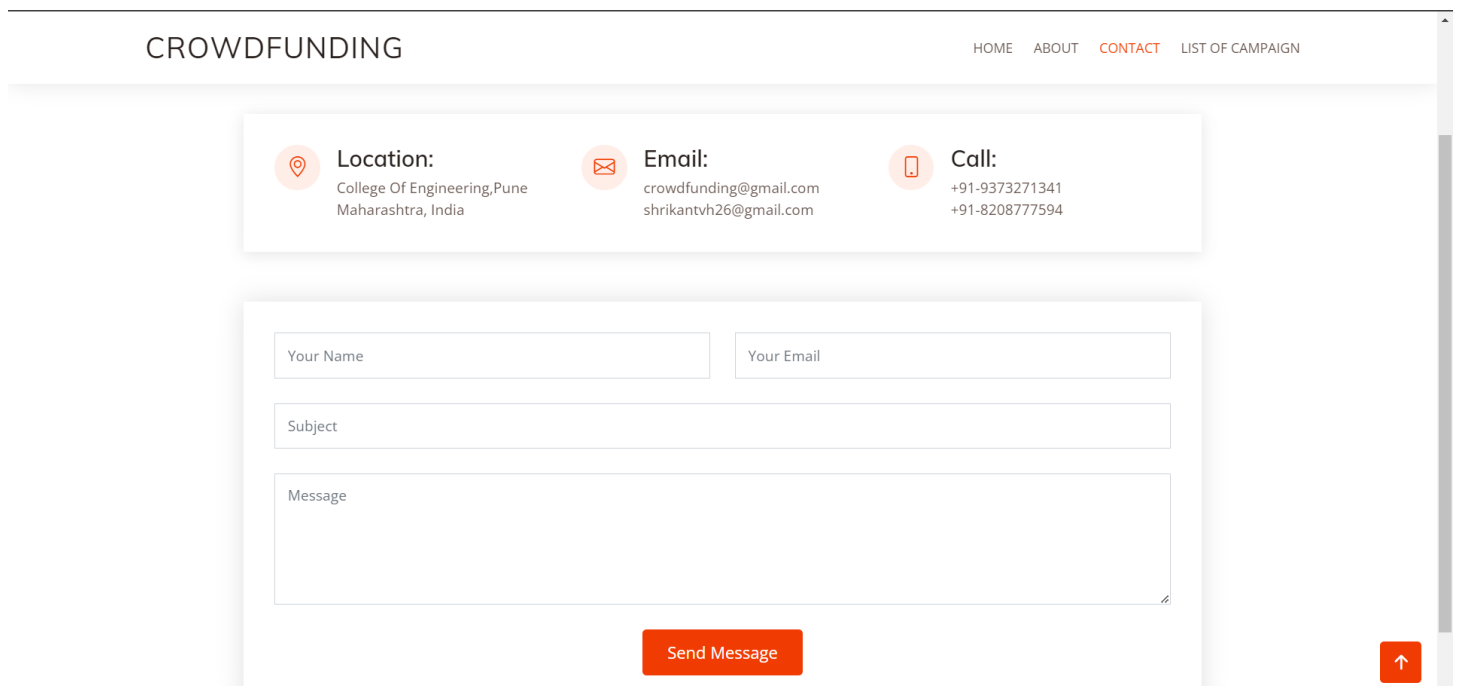 CROWDFUNDING
HOME ABOUT CONTACT LIST OF CAMPAIGN
Location:
College Of Engineering,Pune
Maharashtra, India
Email:
crowdfunding@gmail.com
shrikantvh26@gmail.com
Call:
+91-9373271341
+91-8208777594
Your Name
Your Email
Subject
Message
Send Message